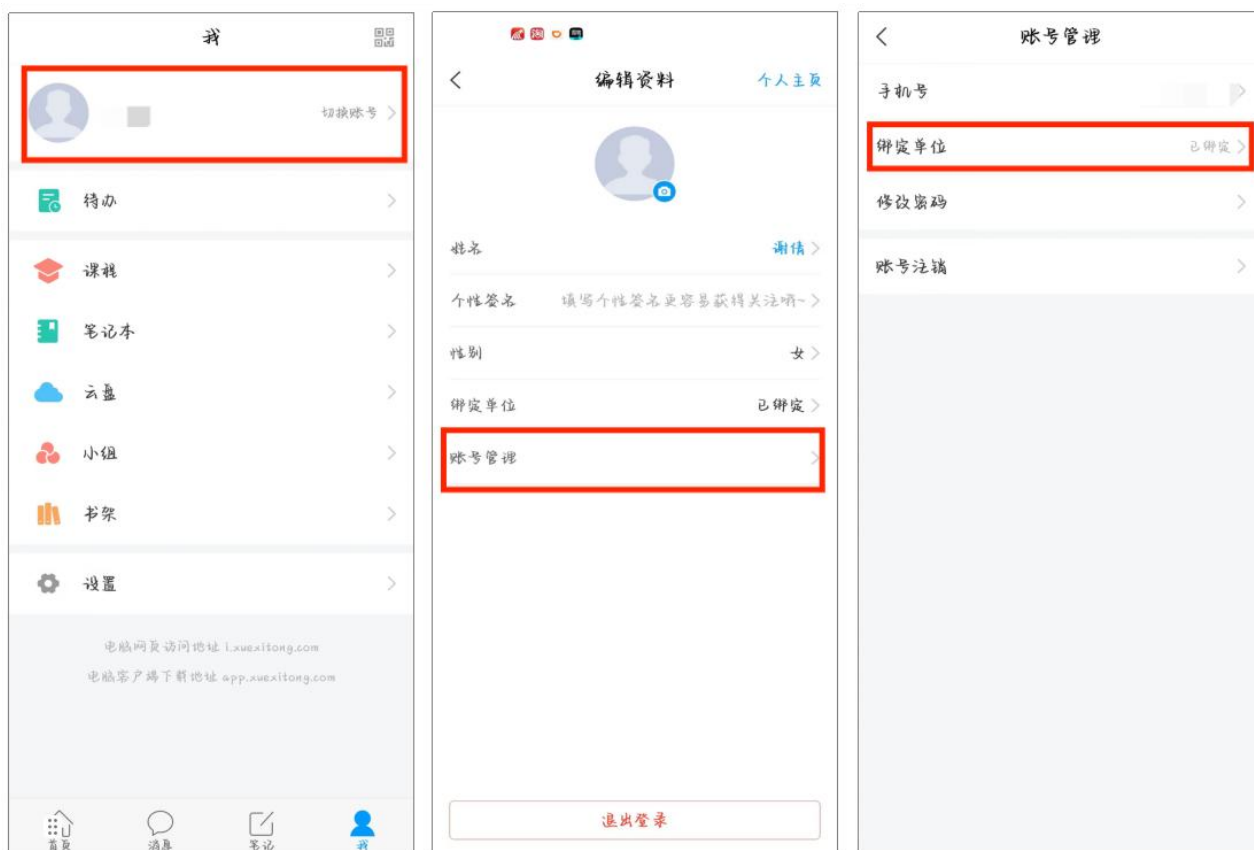 我
切换账号
待办
课程
笔记本
云盘
小组
书架
设置
电脑网页访问地址 i.xuexitong.com
电脑客户端下载地址 app.xuexitong.com
首页
消息
笔记
我
编辑资料
个人主页
姓名
谢倩
个性签名
填写个性签名更容易获得关注哦~
性别
女
绑定单位
已绑定
账号管理
退出登录
账号管理
手机号
绑定单位
已绑定
修改密码
账号注销